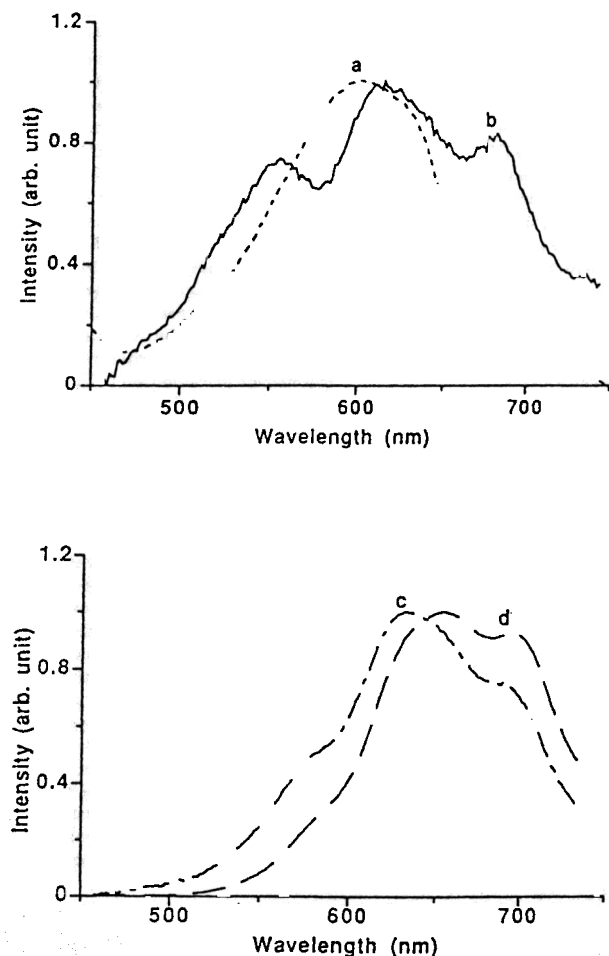 1.2
a
b
0.8
Intensity (arb. unit)
0.4
0
500
600
700
Wavelength (nm)
1.2
c
d
0.8
Intensity (arb. unit)
0.4
0
500
600
700
Wavelength (nm)